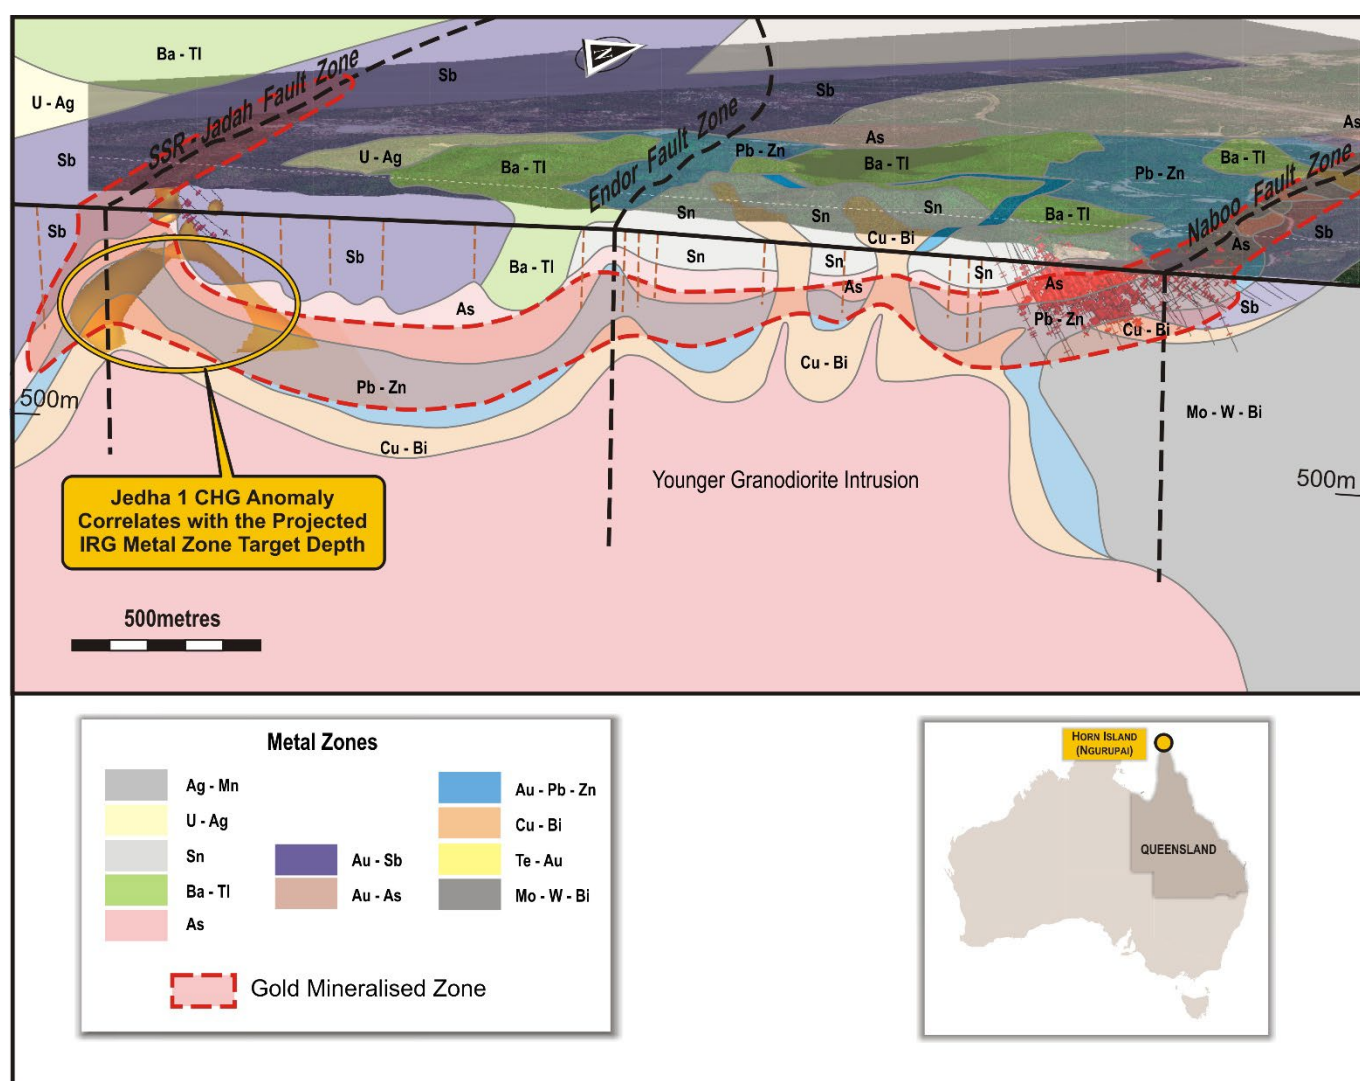 Ba - Tl
U - Ag
Sb
SSR - Jadah Fault Zone
Sb
N
Sb
Endor Fault Zone
U - Ag
Ba - Tl
Pb - Zn
As
Ba - Tl
Pb - Zn
Ba - Tl
As
Naboo Fault Zone
Sn
Sn
Sn
Ba - Tl
As
Sb
Cu - Bi
Sb
Sb
Ba - Tl
Sn
Sn
Sn
As
As
As
Pb - Zn
Cu - Bi
Sb
Pb - Zn
Cu - Bi
Cu - Bi
Mo - W - Bi
500m
500m
Younger Granodiorite Intrusion
Jedha 1 CHG Anomaly
Correlates with the Projected
IRG Metal Zone Target Depth
500metres
Metal Zones
Ag - Mn
U - Ag
Sn
Ba - Tl
As
Au - Sb
Au - As
Au - Pb - Zn
Cu - Bi
Te - Au
Mo - W - Bi
Gold Mineralised Zone
HORN ISLAND
(NGURUPAI)
QUEENSLAND